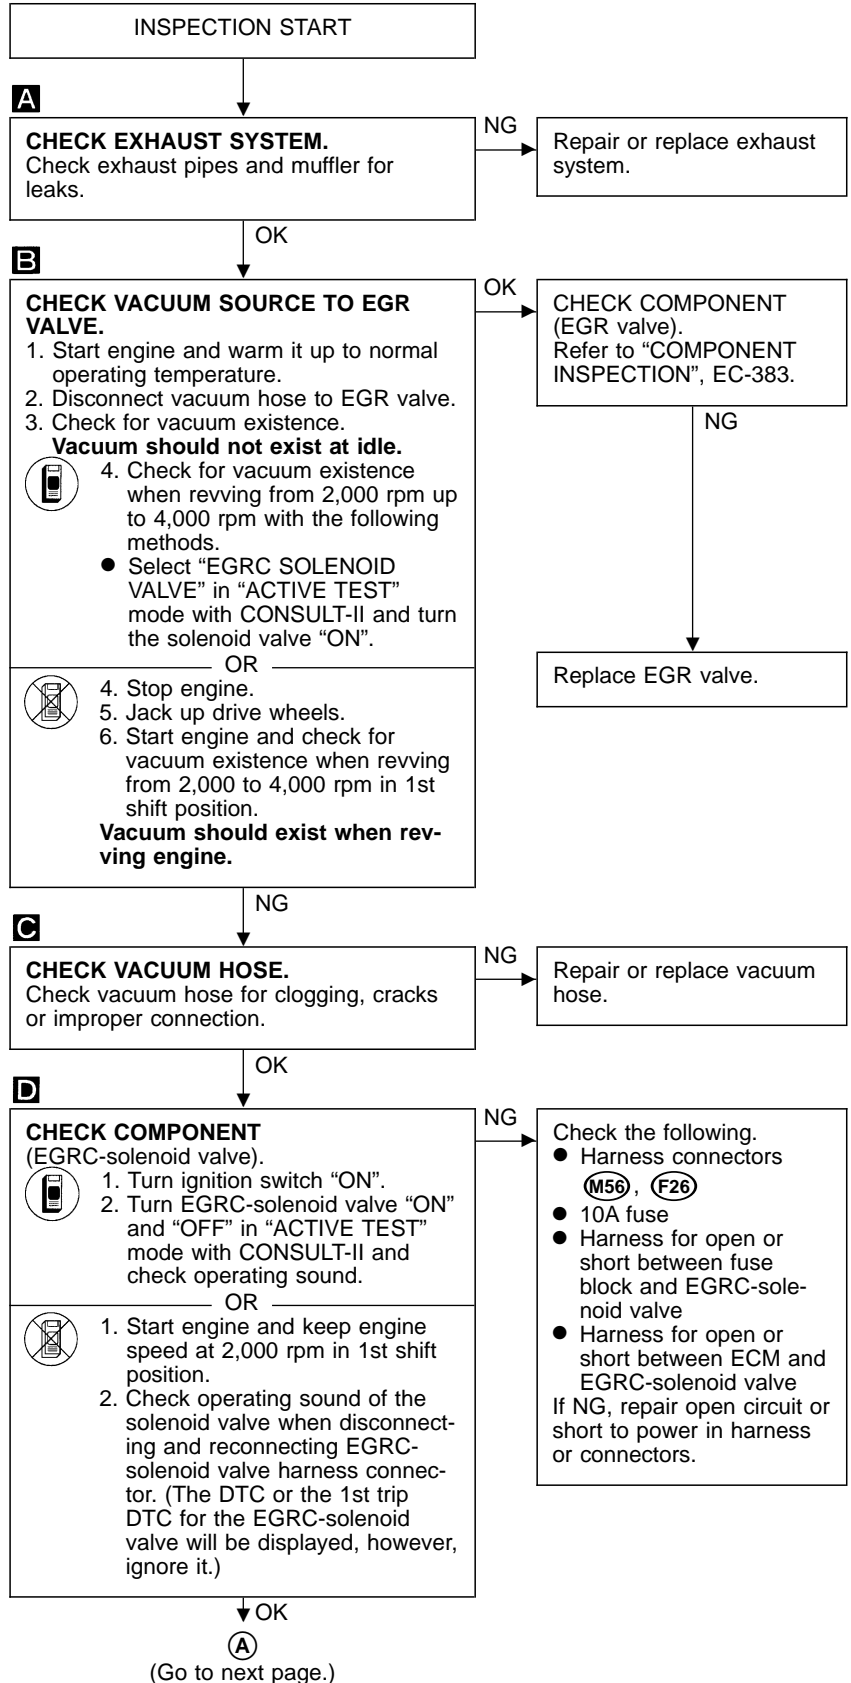 INSPECTION START
A
CHECK EXHAUST SYSTEM.
Check exhaust pipes and muffler for
leaks.
NG
Repair or replace exhaust
system.
OK
B
CHECK VACUUM SOURCE TO EGR
VALVE.
1. Start engine and warm it up to normal
operating temperature.
2. Disconnect vacuum hose to EGR valve.
3. Check for vacuum existence.
Vacuum should not exist at idle.
4. Check for vacuum existence
when revving from 2,000 rpm up
to 4,000 rpm with the following
methods.
● Select “EGRC SOLENOID
VALVE” in “ACTIVE TEST”
mode with CONSULT-II and turn
the solenoid valve “ON”.
OR
4. Stop engine.
5. Jack up drive wheels.
6. Start engine and check for
vacuum existence when revving
from 2,000 to 4,000 rpm in 1st
shift position.
Vacuum should exist when rev-
ving engine.
OK
CHECK COMPONENT
(EGR valve).
Refer to “COMPONENT
INSPECTION”, EC-383.
NG
Replace EGR valve.
NG
C
CHECK VACUUM HOSE.
Check vacuum hose for clogging, cracks
or improper connection.
NG
Repair or replace vacuum
hose.
OK
D
CHECK COMPONENT
(EGRC-solenoid valve).
1. Turn ignition switch “ON”.
2. Turn EGRC-solenoid valve “ON”
and “OFF” in “ACTIVE TEST”
mode with CONSULT-II and
check operating sound.
OR
1. Start engine and keep engine
speed at 2,000 rpm in 1st shift
position.
2. Check operating sound of the
solenoid valve when disconnect-
ing and reconnecting EGRC-
solenoid valve harness connec-
tor. (The DTC or the 1st trip
DTC for the EGRC-solenoid
valve will be displayed, however,
ignore it.)
NG
Check the following.
● Harness connectors
M56, F26
● 10A fuse
● Harness for open or
short between fuse
block and EGRC-sole-
noid valve
● Harness for open or
short between ECM and
EGRC-solenoid valve
If NG, repair open circuit or
short to power in harness
or connectors.
OK
A
(Go to next page.)